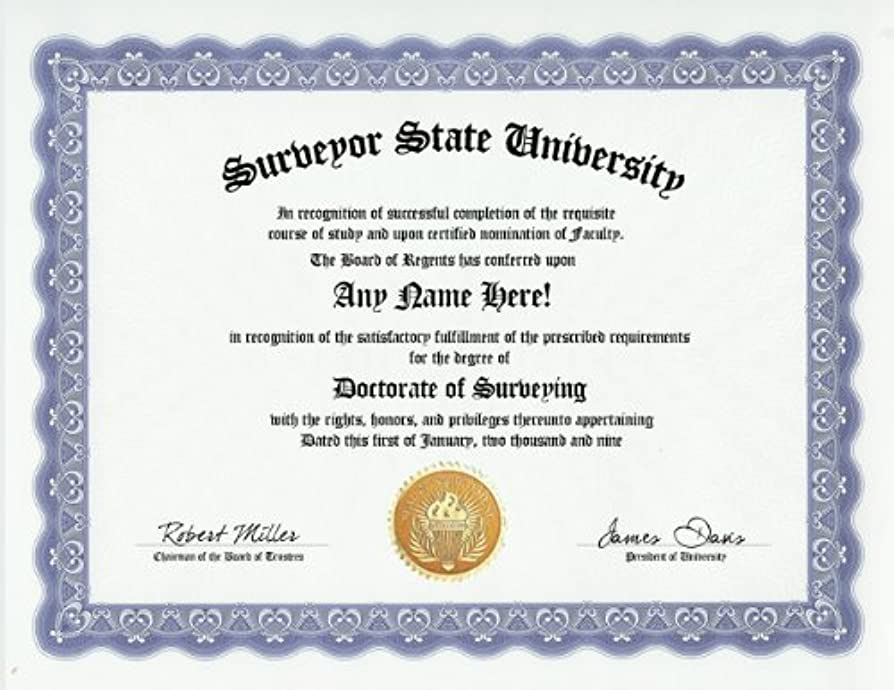 Surveyor State University
In recognition of successful completion of the requisite
course of study and upon certified nomination of Faculty.
The Board of Regents has conferred upon
Any Name Here!
in recognition of the satisfactory fulfillment of the prescribed requirements
for the degree of
Doctorate of Surveying
with the rights, honors, and privileges thereunto appertaining
Dated this first of January, two thousand and nine
Robert Miller
Chairman of the Board of Trustees
James Davis
President of University